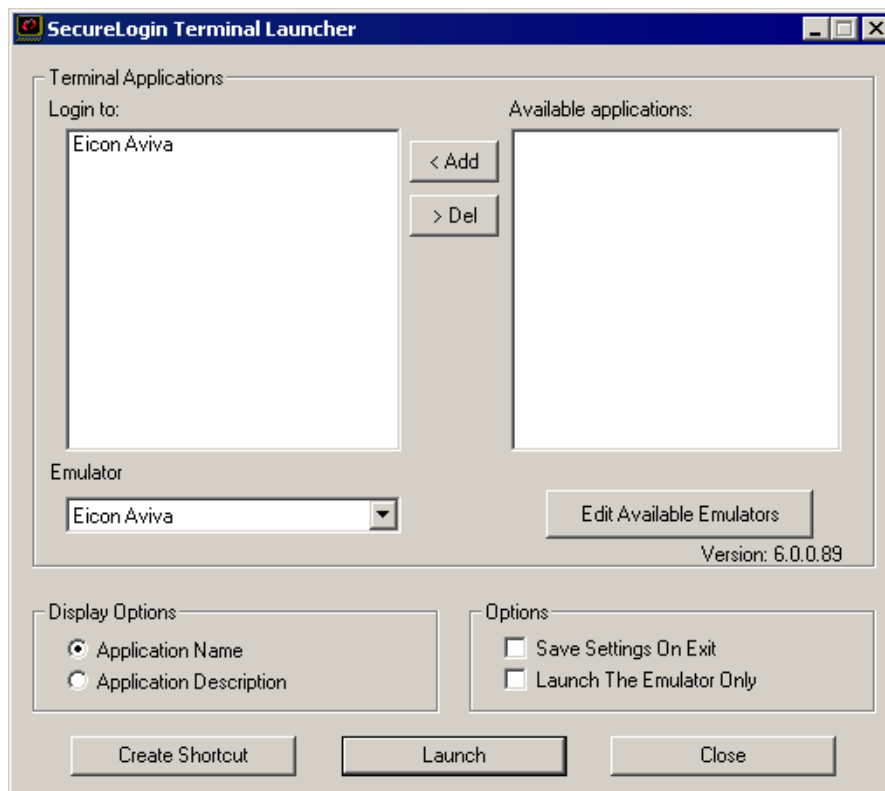 SecureLogin Terminal Launcher
Terminal Applications
Login to:
Available applications:
Eicon Aviva
< Add
> Del
Emulator
Eicon Aviva
Edit Available Emulators
Version: 6.0.0.89
Display Options
Application Name
Application Description
Options
Save Settings On Exit
Launch The Emulator Only
Create Shortcut
Launch
Close